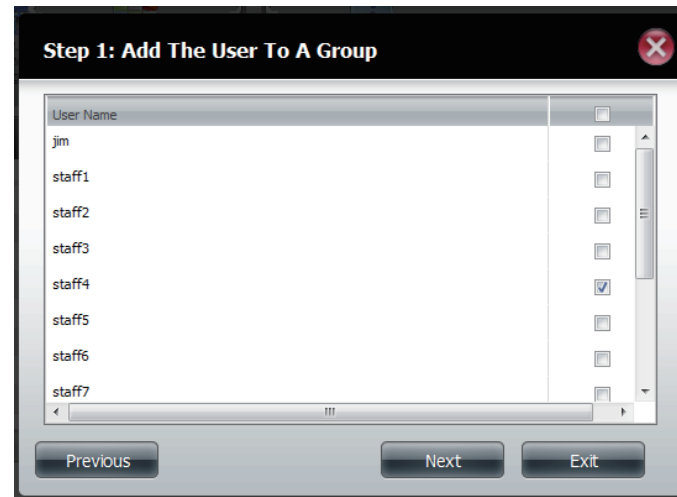 Step 1: Add The User To A Group
User Name
jim
staff1
staff2
staff3
staff4
staff5
staff6
staff7
Previous Next Exit